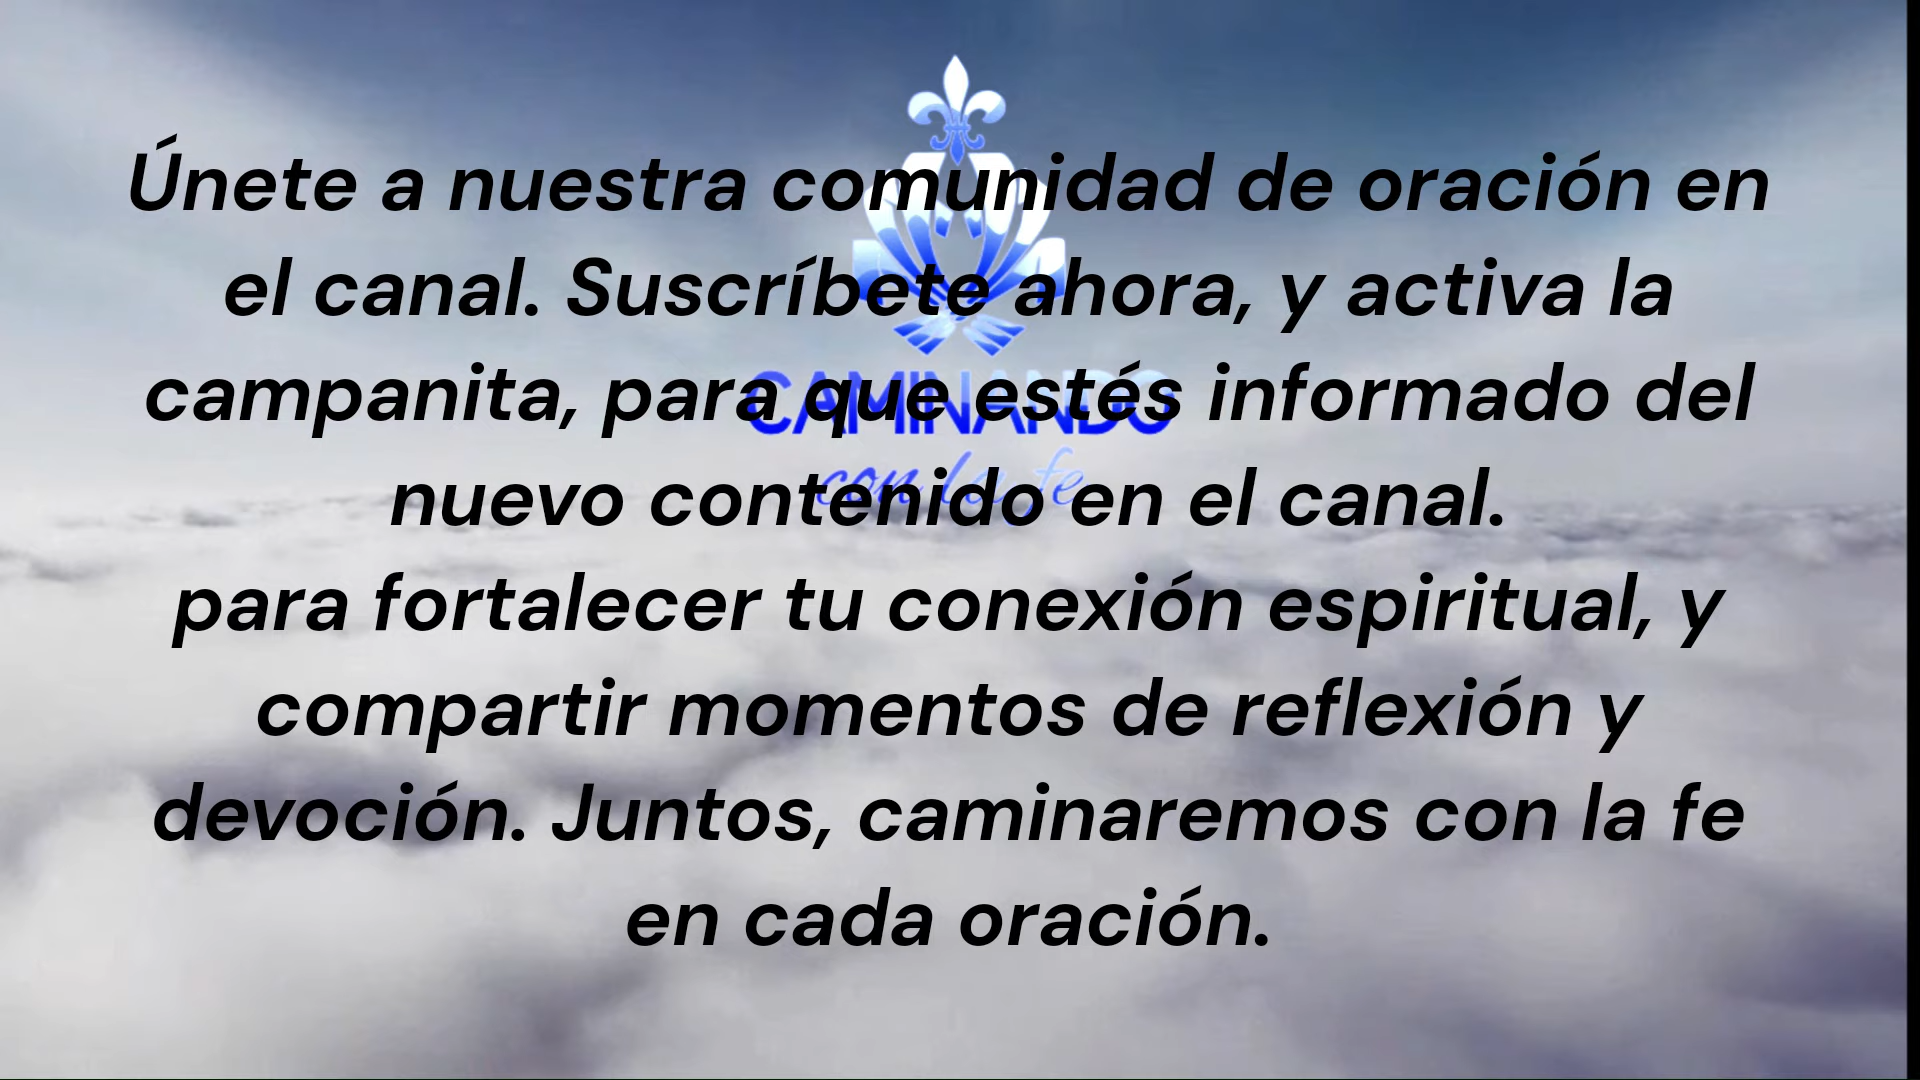 Únete a nuestra comunidad de oración en
el canal. Suscríbete ahora, y activa la
campanita, para que estés informado del
nuevo contenido en el canal.
para fortalecer tu conexión espiritual, y
compartir momentos de reflexión y
devoción. Juntos, caminaremos con la fe
en cada oración.
CAMINANDO
con la fe